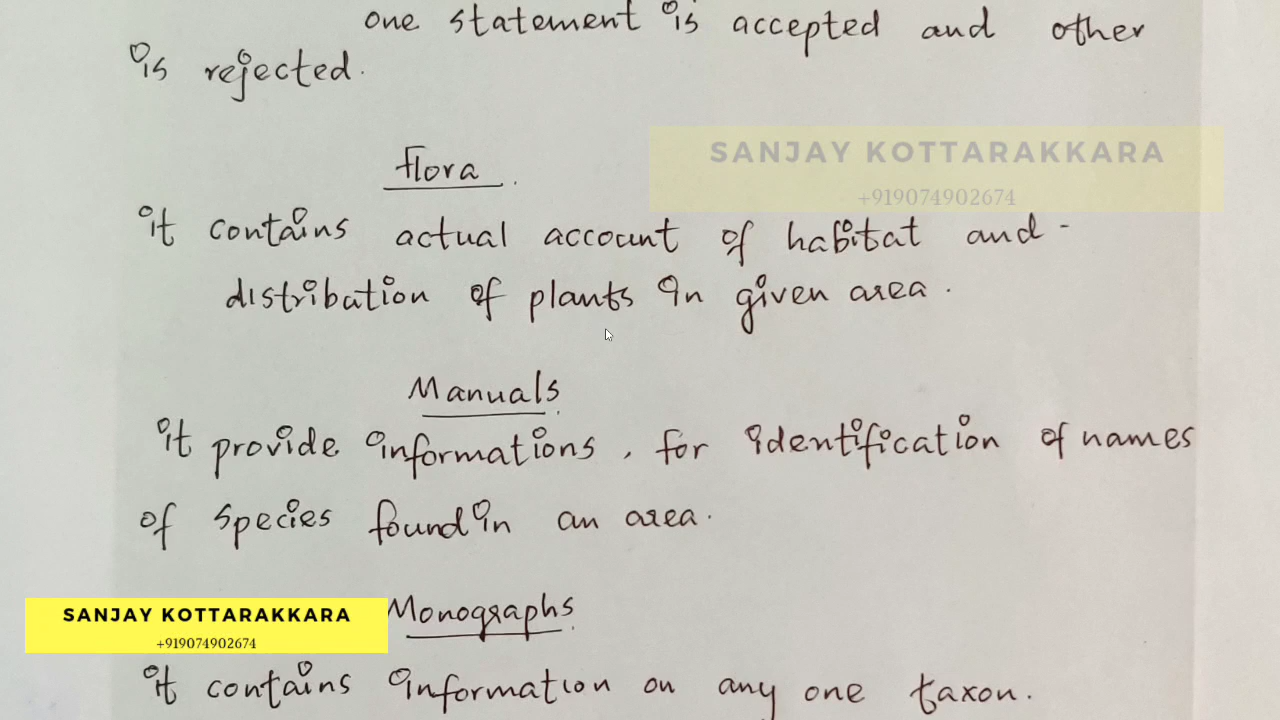 one statement is accepted and other
is rejected.
SANJAY KOTTARAKKARA
+919074902674
Flora
it contains actual account of habitat and -
distribation of plants in given area.
Manuals
it provide informations, for identification of names
of species found in an area.
SANJAY KOTTARAKKARA
+919074902674
Monographs
it contains information on any one taxon.